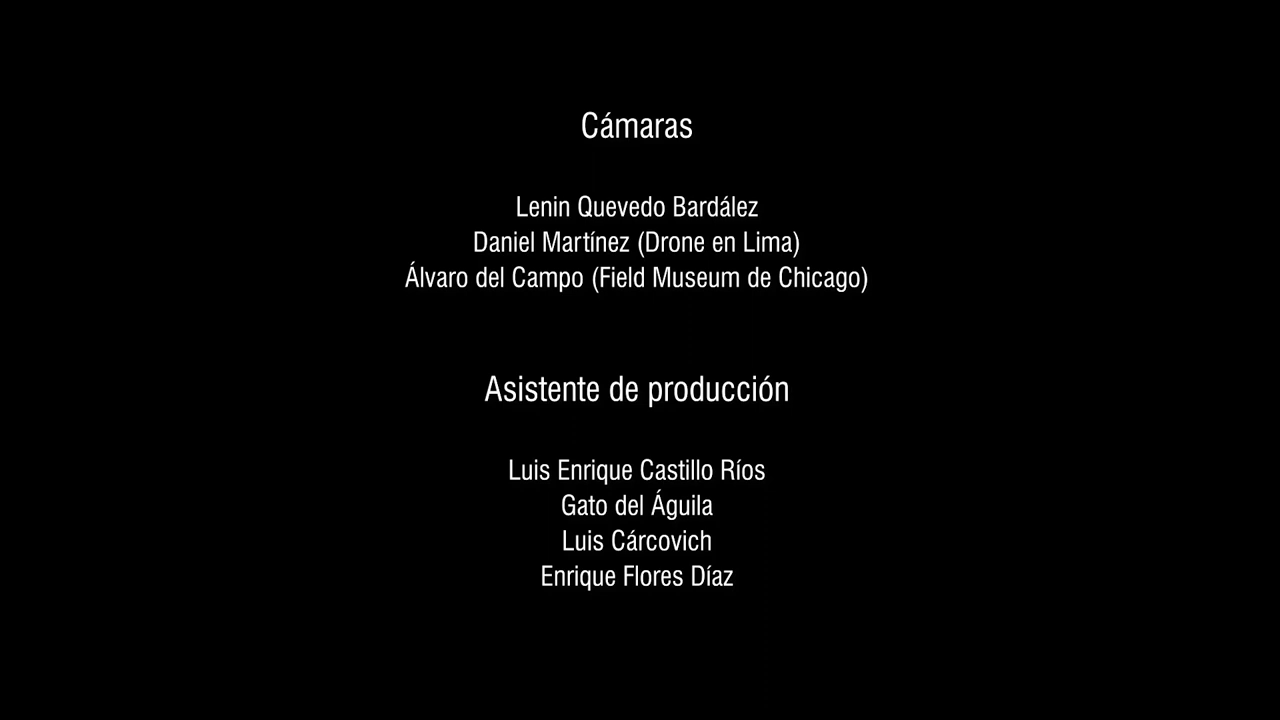 Cámaras
Lenin Quevedo Bardález
Daniel Martínez (Drone en Lima)
Álvaro del Campo (Field Museum de Chicago)
Asistente de producción
Luis Enrique Castillo Ríos
Gato del Águila
Luis Cárcovich
Enrique Flores Díaz